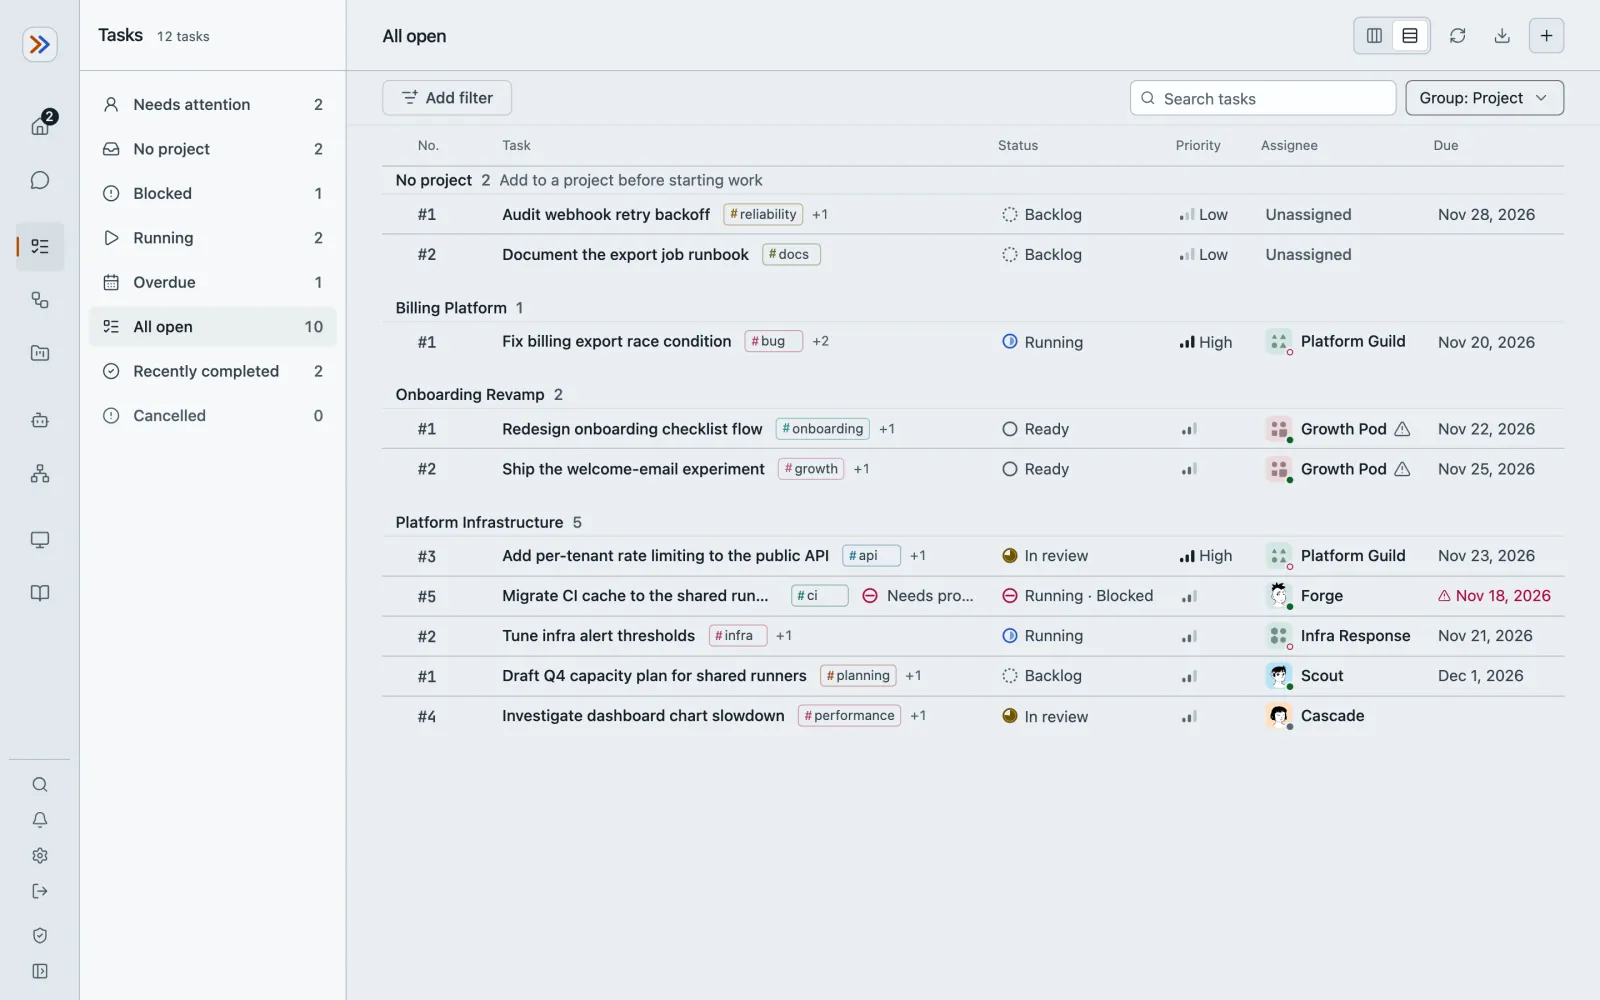 2
Tasks 12 tasks
Needs attention 2
No project 2
Blocked 1
Running 2
Overdue 1
All open 10
Recently completed 2
Cancelled 0
All open
Add filter
Search tasks
Group: Project
No. Task Status Priority Assignee Due
No project 2 Add to a project before starting work
#1 Audit webhook retry backoff #reliability +1 Backlog Low Unassigned Nov 28, 2026
#2 Document the export job runbook #docs Backlog Low Unassigned
Billing Platform 1
#1 Fix billing export race condition #bug +2 Running High Platform Guild Nov 20, 2026
Onboarding Revamp 2
#1 Redesign onboarding checklist flow #onboarding +1 Ready Growth Pod Nov 22, 2026
#2 Ship the welcome-email experiment #growth +1 Ready Growth Pod Nov 25, 2026
Platform Infrastructure 5
#3 Add per-tenant rate limiting to the public API #api +1 In review High Platform Guild Nov 23, 2026
#5 Migrate CI cache to the shared run... #ci Needs pro... Running · Blocked Forge Nov 18, 2026
#2 Tune infra alert thresholds #infra +1 Running Infra Response Nov 21, 2026
#1 Draft Q4 capacity plan for shared runners #planning +1 Backlog Scout Dec 1, 2026
#4 Investigate dashboard chart slowdown #performance +1 In review Cascade